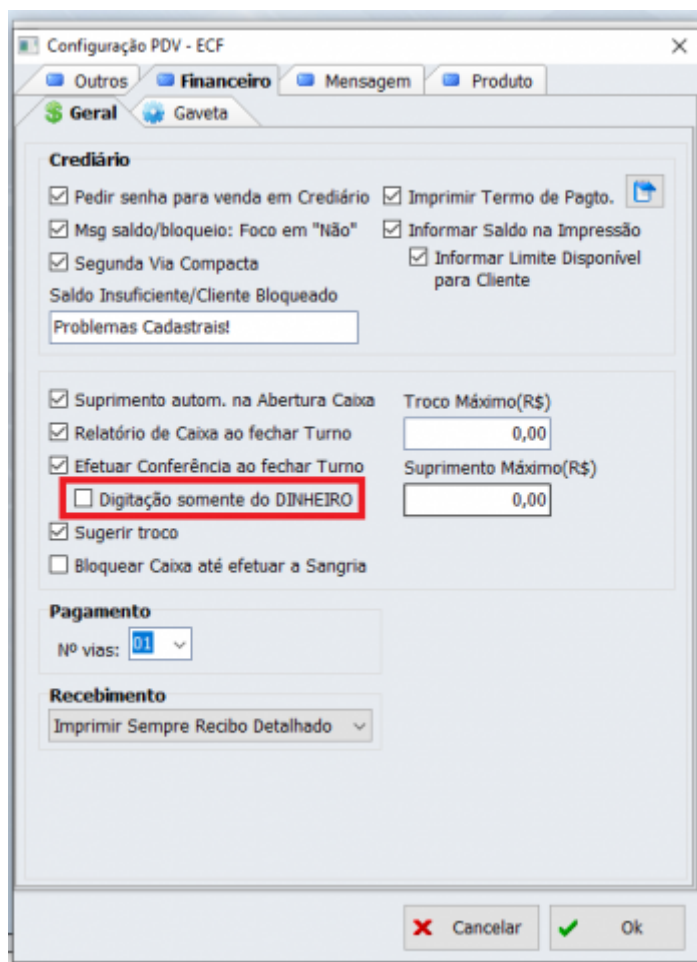 Configuração PDV - ECF
Outros Financeiro Mensagem Produto
Geral Gaveta
Crediário
Pedir senha para venda em Crediário Imprimir Termo de Pagto.
Msg saldo/bloqueio: Foco em "Não" Informar Saldo na Impressão
Segunda Via Compacta Informar Limite Disponível
para Cliente
Saldo Insuficiente/Cliente Bloqueado
Problemas Cadastrais!
Suprimento autom. na Abertura Caixa Troco Máximo(R$)
Relatório de Caixa ao fechar Turno 0,00
Efetuar Conferência ao fechar Turno Suprimento Máximo(R$)
Digitação somente do DINHEIRO 0,00
Sugerir troco
Bloquear Caixa até efetuar a Sangria
Pagamento
Nº vias: 01
Recebimento
Imprimir Sempre Recibo Detalhado
Cancelar Ok